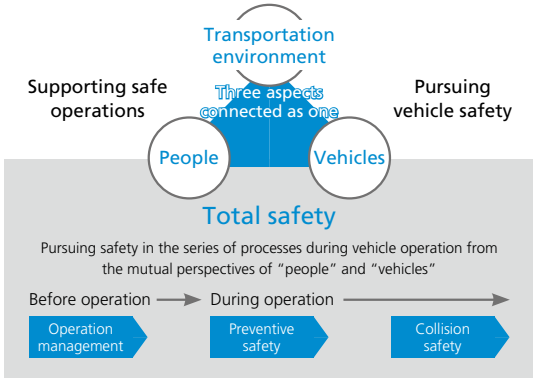 Transportation
environment
Supporting safe
operations
Three aspects
connected as one
Pursuing
vehicle safety
People
Vehicles
Total safety
Pursuing safety in the series of processes during vehicle operation from
the mutual perspectives of “people” and “vehicles”
Before operation
During operation
Operation
management
Preventive
safety
Collision
safety